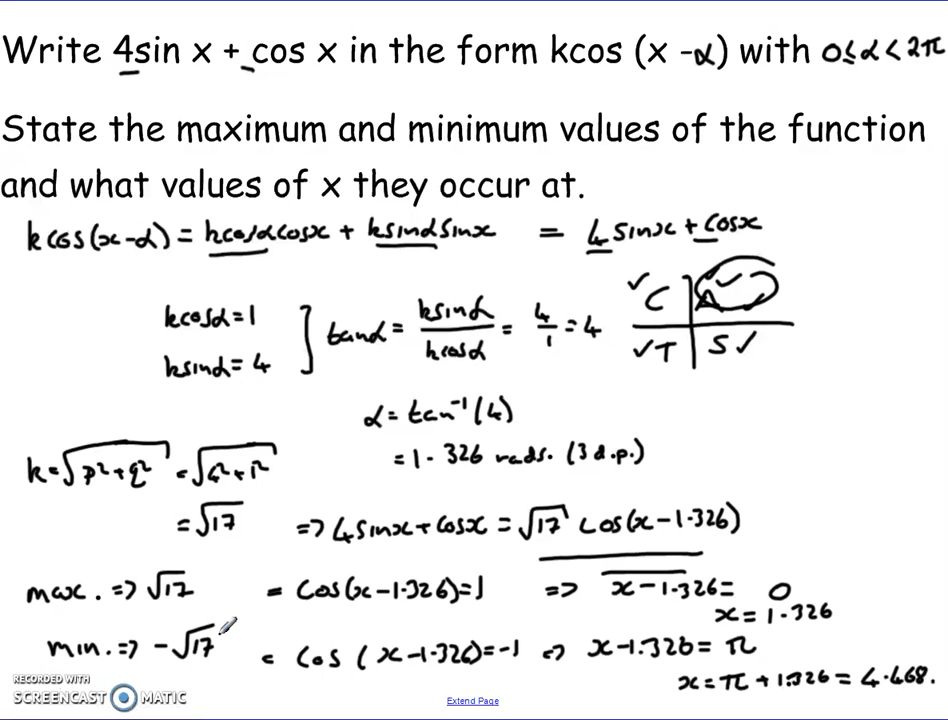 Write 4sin x + cos x in the form kcos (x -α) with 0≤α<2π
State the maximum and minimum values of the function
and what values of x they occur at.
kcos(x-α) = kcosαcosx + ksinαsinx = 4sinx + cosx
kcosα=1
ksinα=4
tanα = ksinα/kcosα = 4/1 = 4
✓C A✓
✓T S✓
α = tan⁻¹(4)
= 1.326 rads. (3 d.p.)
k=√p²+q² = √4²+1²
= √17 => 4sinx+cosx = √17 cos(x-1.326)
max. => √17 = cos(x-1.326)=1 => x-1.326= 0
x=1.326
min. => -√17 = cos (x-1.326)=-1 => x-1.326=π
x=π+1.326=4.468.
RECORDED WITH
SCREENCAST MATIC
Extend Page